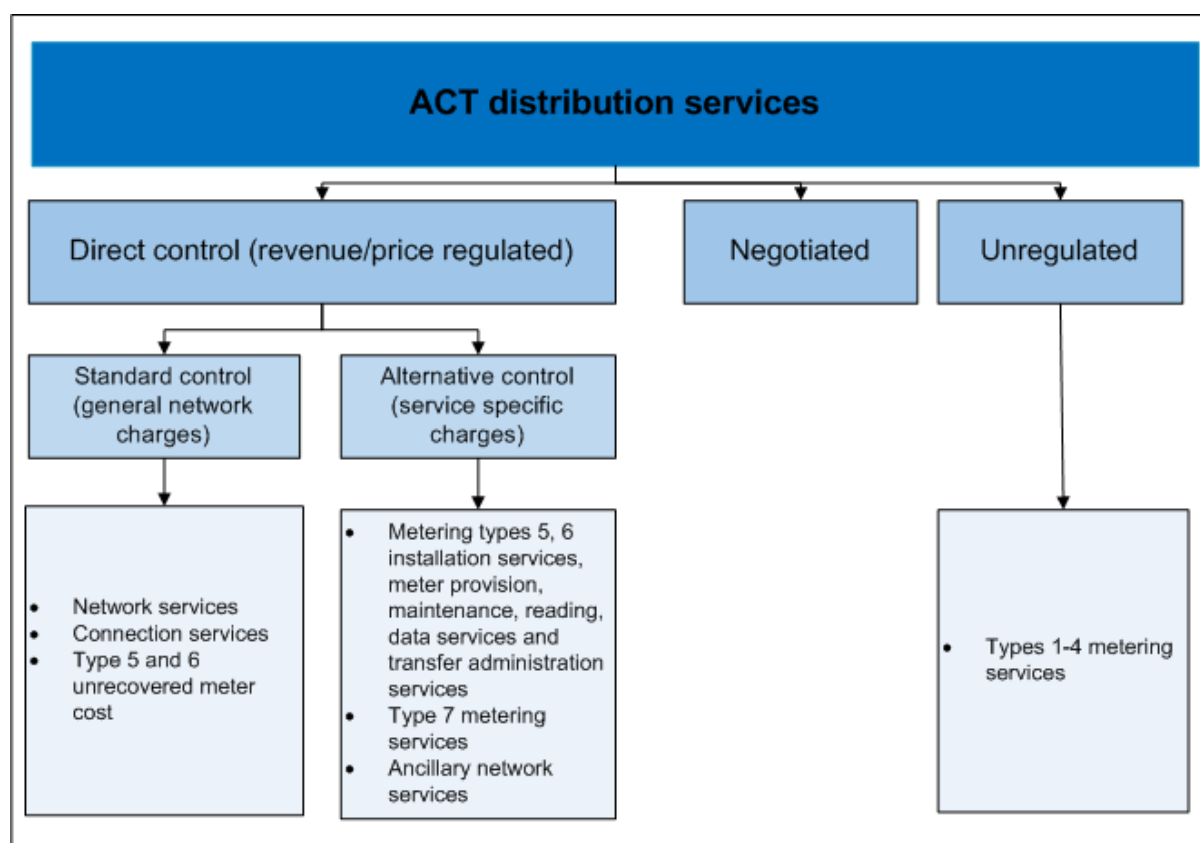 ACT distribution services
Direct control (revenue/price regulated)
Negotiated
Unregulated
Standard control
(general network
charges)
Alternative control
(service specific
charges)
• Network services
• Connection services
• Type 5 and 6
unrecovered meter
cost
• Metering types 5, 6
installation services,
meter provision,
maintenance, reading,
data services and
transfer administration
services
• Type 7 metering
services
• Ancillary network
services
• Types 1-4 metering
services